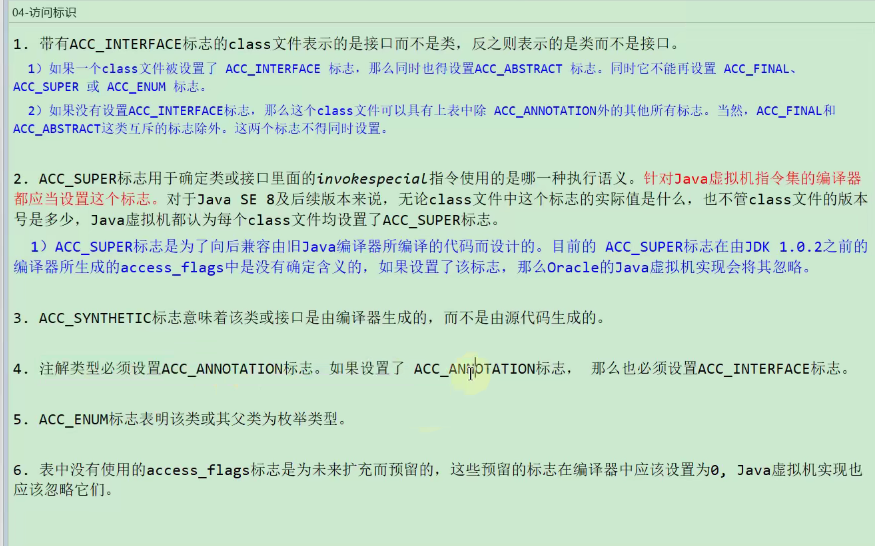 04-访问标识
1. 带有ACC_INTERFACE标志的class文件表示的是接口而不是类，反之则表示的是类而不是接口。
1）如果一个class文件被设置了 ACC_INTERFACE 标志，那么同时也得设置ACC_ABSTRACT 标志。同时它不能再设置 ACC_FINAL、
ACC_SUPER 或 ACC_ENUM 标志。
2）如果没有设置ACC_INTERFACE标志，那么这个class文件可以具有上表中除 ACC_ANNOTATION外的其他所有标志。当然，ACC_FINAL和
ACC_ABSTRACT这类互斥的标志除外。这两个标志不得同时设置。
2. ACC_SUPER标志用于确定类或接口里面的invokespecial指令使用的是哪一种执行语义。针对Java虚拟机指令集的编译器
都应当设置这个标志。对于Java SE 8及后续版本来说，无论class文件中这个标志的实际值是什么，也不管class文件的版本
号是多少，Java虚拟机都认为每个class文件均设置了ACC_SUPER标志。
1）ACC_SUPER标志是为了向后兼容由旧Java编译器所编译的代码而设计的。目前的 ACC_SUPER标志在由JDK 1.0.2之前的
编译器所生成的access_flags中是没有确定含义的，如果设置了该标志，那么Oracle的Java虚拟机实现会将其忽略。
3. ACC_SYNTHETIC标志意味着该类或接口是由编译器生成的，而不是由源代码生成的。
4. 注解类型必须设置ACC_ANNOTATION标志。如果设置了 ACC_ANNOTATION标志， 那么也必须设置ACC_INTERFACE标志。
5. ACC_ENUM标志表明该类或其父类为枚举类型。
6. 表中没有使用的access_flags标志是为未来扩充而预留的，这些预留的标志在编译器中应该设置为0, Java虚拟机实现也
应该忽略它们。